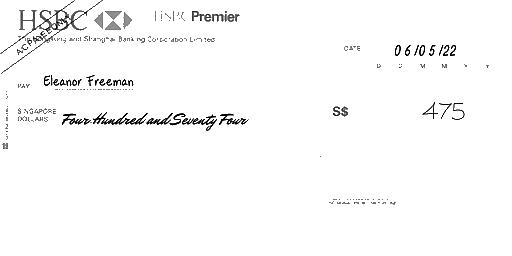 HSBC HSBC Premier
The Hongkong and Shanghai Banking Corporation Limited
A/C PAYEE ONLY
DATE 06/05/22
D D M M Y Y
PAY Eleanor Freeman
SINGAPORE
DOLLARS Four Hundred and Seventy Four
S$ 475